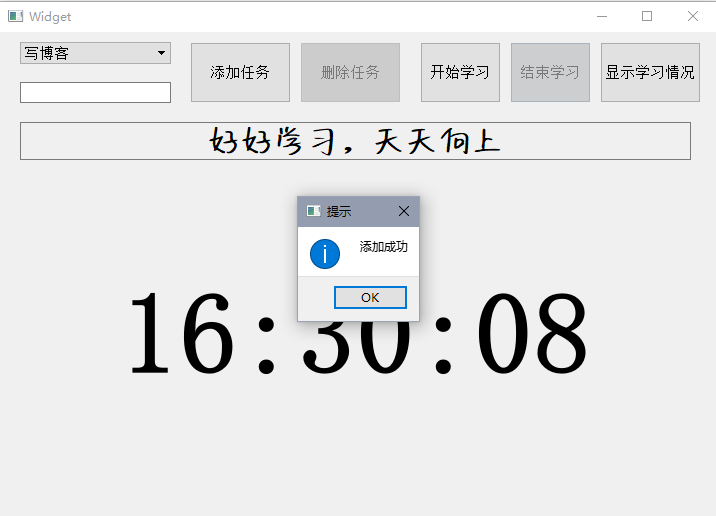 Widget
写博客
添加任务
删除任务
开始学习
结束学习
显示学习情况
好好学习，天天向上
提示
添加成功
OK
16:30:08